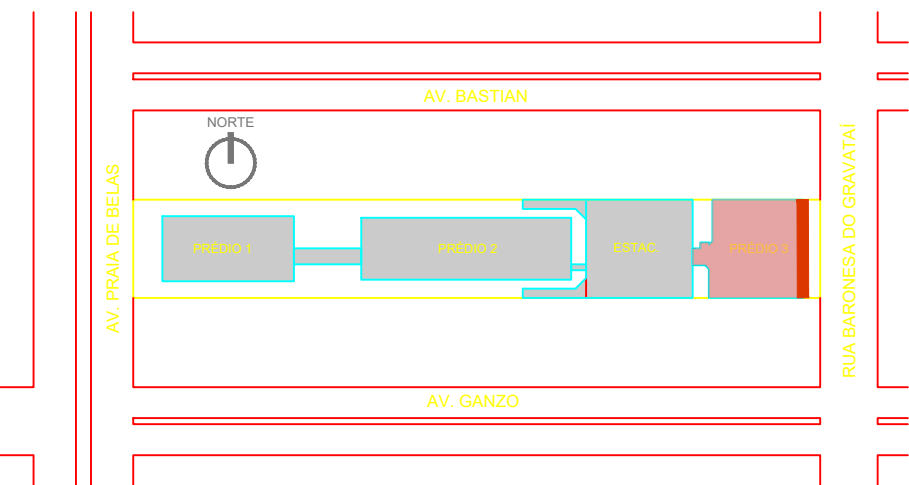 AV. BASTIAN
NORTE
AV. PRAIA DE BELAS
PRÉDIO 1
PRÉDIO 2
ESTAC.
PRÉDIO 3
RUA BARONESA DO GRAVATAÍ
AV. GANZO